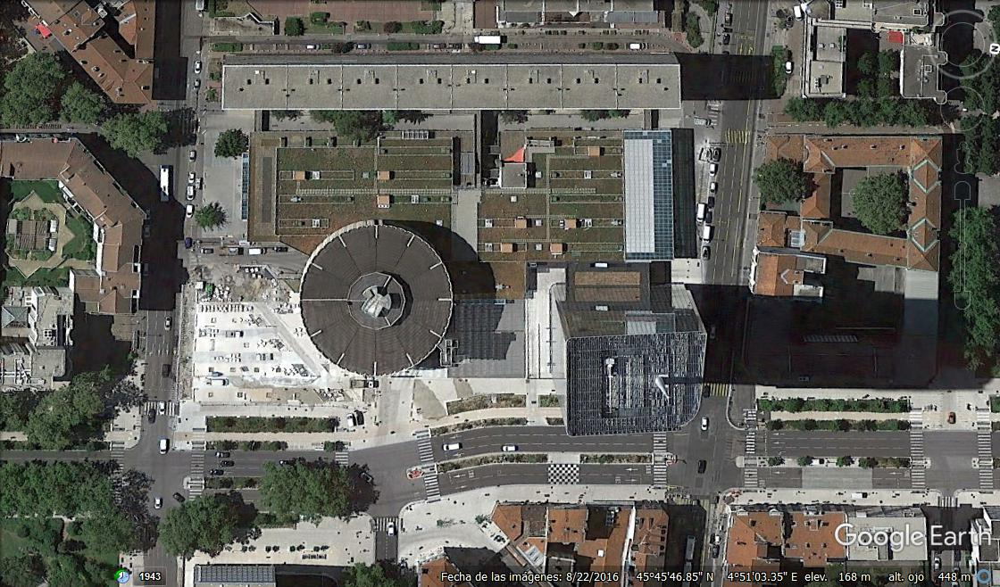 N
Google Earth
1943
Fecha de las imágenes: 8/22/2016 45°45'46.85" N 4°51'03.35" E elev. 168 m alt. ojo 448 m